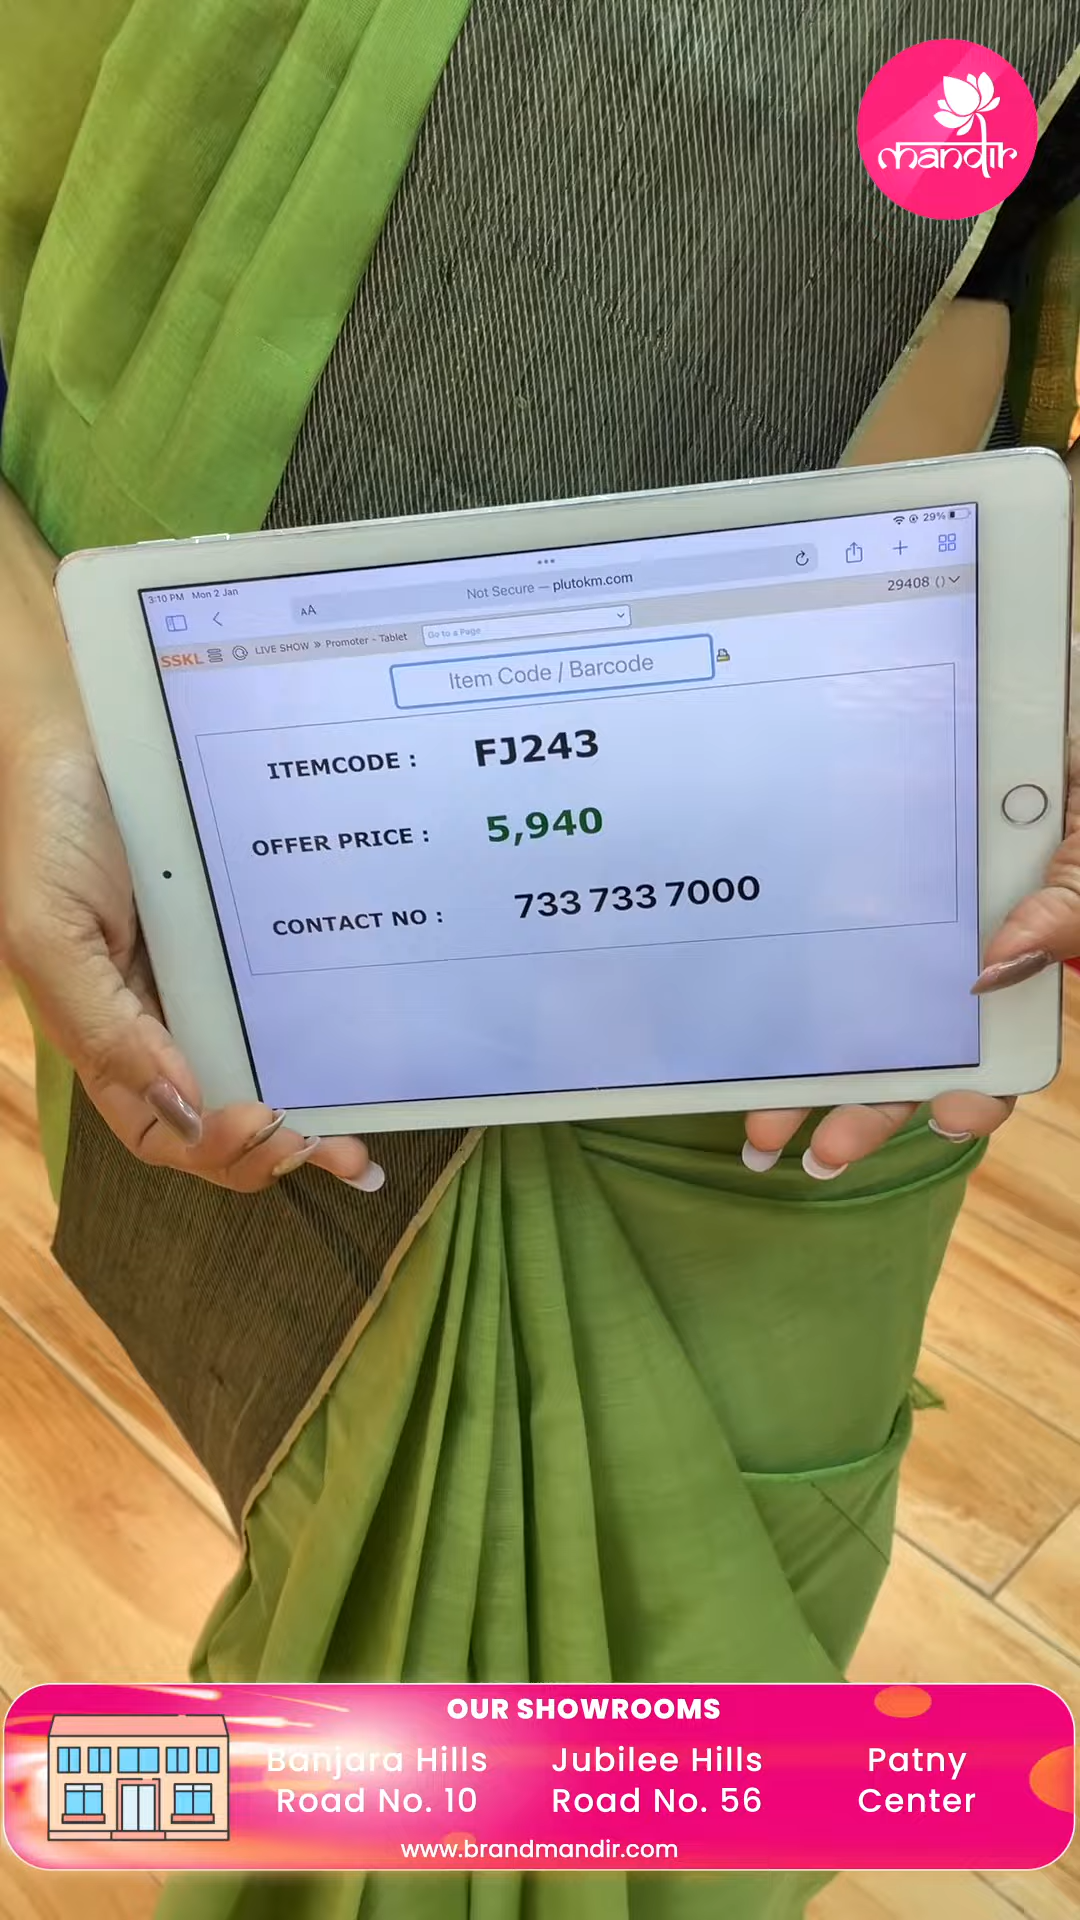 mandir
3:10 PM Mon 2 Jan
29%
AA
Not Secure — plutokm.com
SSKL
LIVE SHOW » Promoter - Tablet
Go to a Page
29408 ()
Item Code / Barcode
ITEMCODE : FJ243
OFFER PRICE : 5,940
CONTACT NO : 733 733 7000
OUR SHOWROOMS
Banjara Hills
Road No. 10
Jubilee Hills
Road No. 56
Patny
Center
www.brandmandir.com